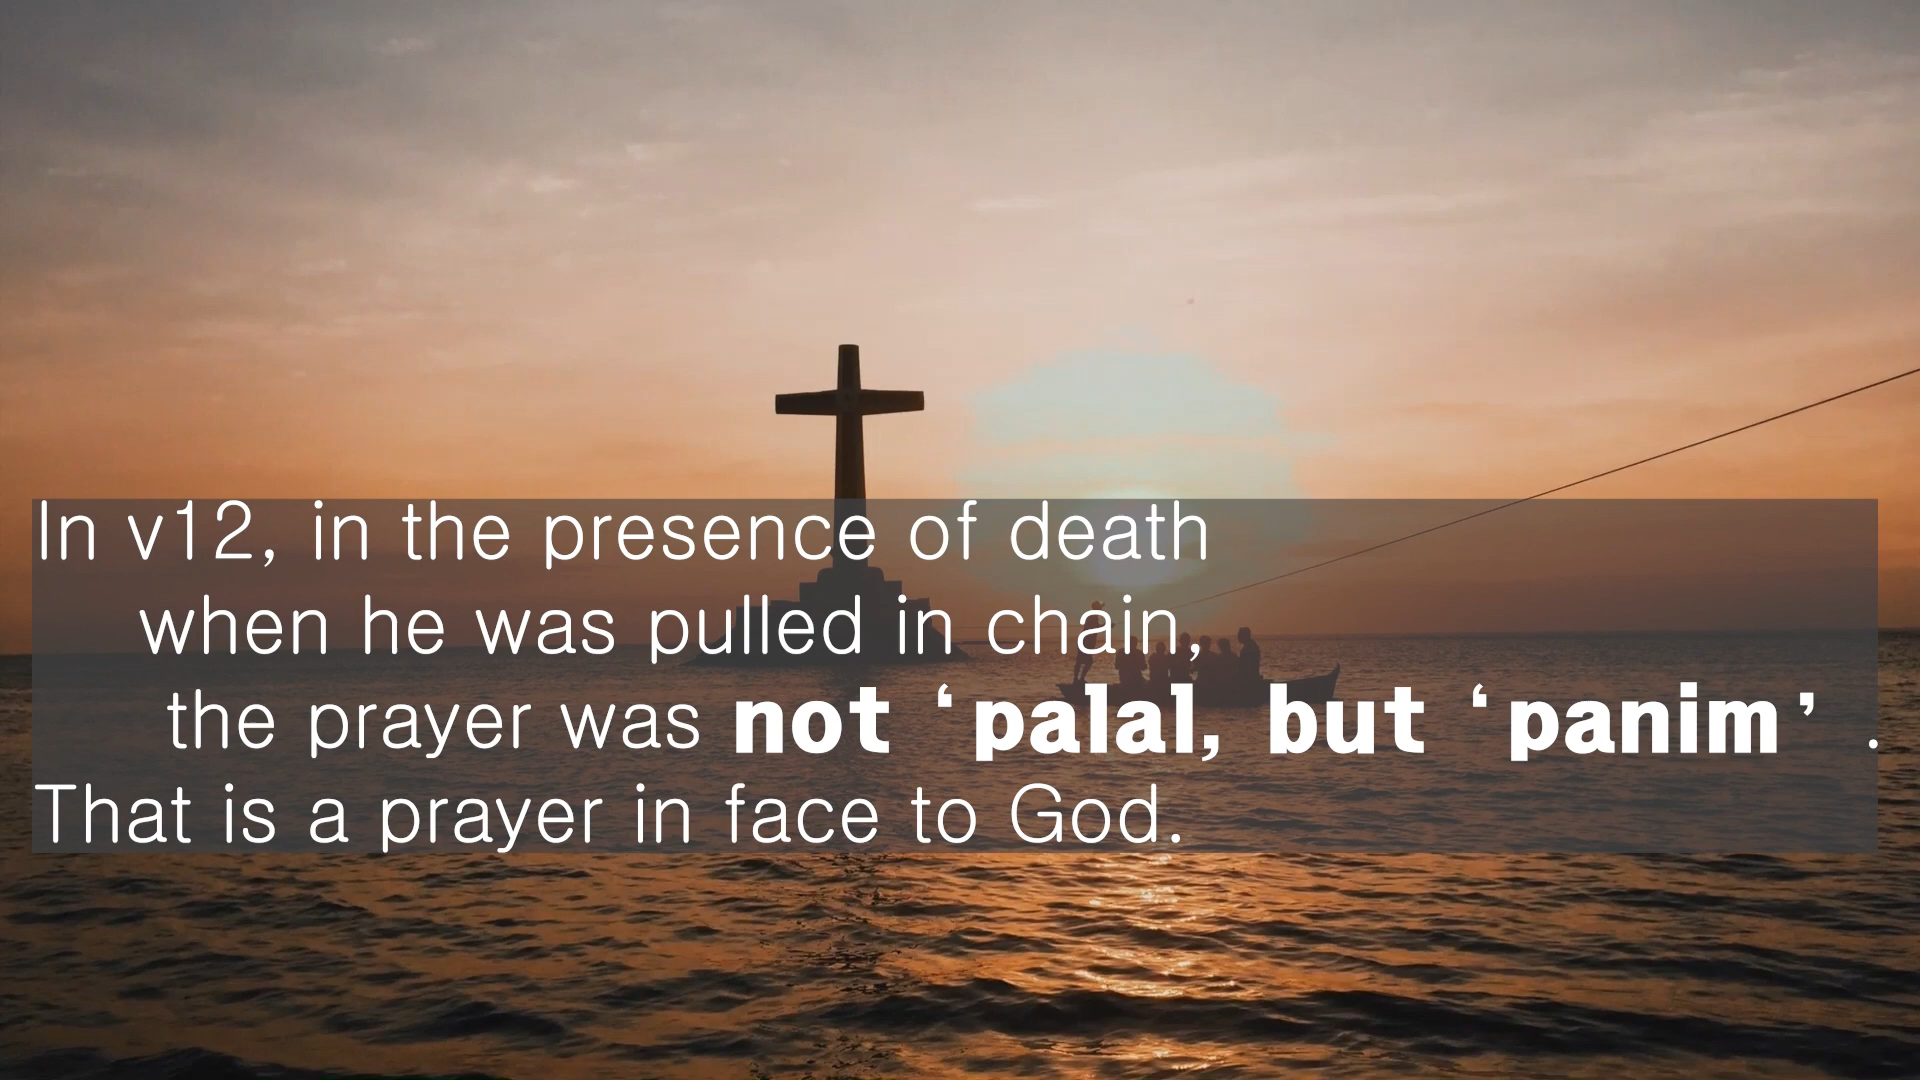 In v12, in the presence of death
when he was pulled in chain,
the prayer was not ‘palal, but ‘panim’ .
That is a prayer in face to God.